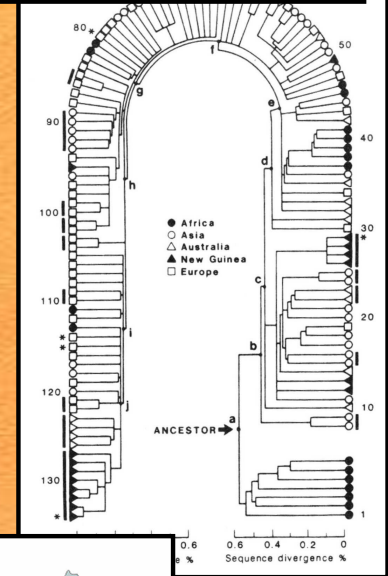 80
*
50
f
g
e
90
40
d
h
100
30
● Africa
○ Asia
△ Australia
▲ New Guinea
□ Europe
*
c
110
20
*
i
*
b
120
j
a
10
ANCESTOR
130
*
1
0.6
0.6 0.4 0.2 0
e %
Sequence divergence %